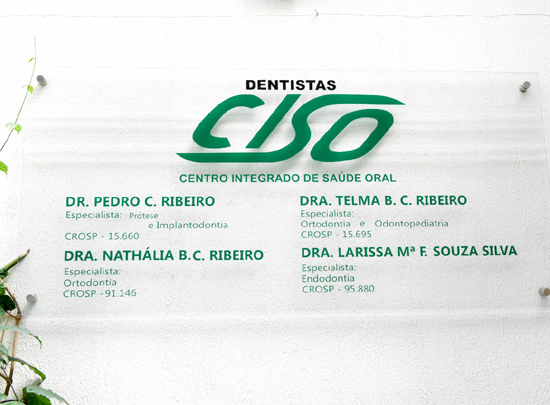 DENTISTAS
CISO
CENTRO INTEGRADO DE SAÚDE ORAL
DR. PEDRO C. RIBEIRO
Especialista: Prótese
e Implantodontia
CROSP - 15.660
DRA. TELMA B. C. RIBEIRO
Especialista:
Ortodontia e Odontopediatria
CROSP - 15.695
DRA. NATHÁLIA B.C. RIBEIRO
Especialista:
Ortodontia
CROSP - 91.146
DRA. LARISSA Mª F. SOUZA SILVA
Especialista:
Endodontia
CROSP - 95.880